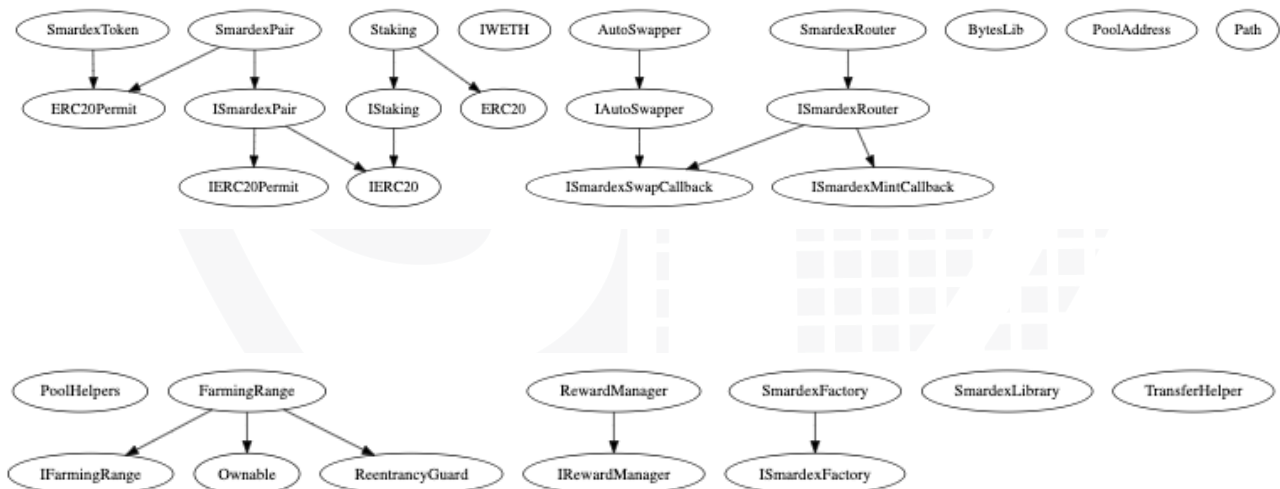 SmardexToken SmardexPair Staking IWETH AutoSwapper SmardexRouter BytesLib PoolAddress Path
ERC20Permit ISmardexPair IStaking ERC20 IAutoSwapper ISmardexRouter
IERC20Permit IERC20 ISmardexSwapCallback ISmardexMintCallback
PoolHelpers FarmingRange RewardManager SmardexFactory SmardexLibrary TransferHelper
IFarmingRange Ownable ReentrancyGuard IRewardManager ISmardexFactory